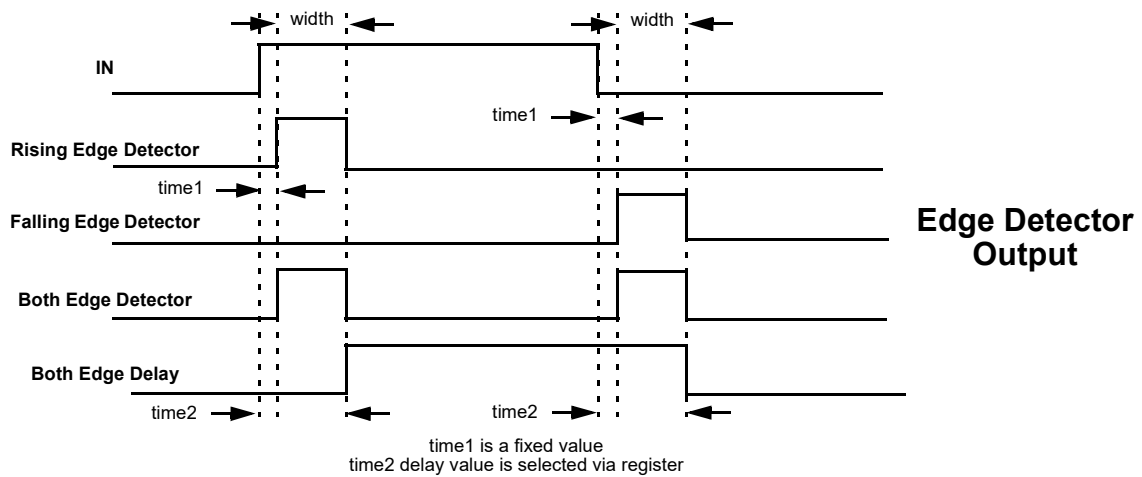 width
width
IN
time1
Rising Edge Detector
time1
Falling Edge Detector
Edge Detector
Output
Both Edge Detector
Both Edge Delay
time2
time2
time1 is a fixed value
time2 delay value is selected via register